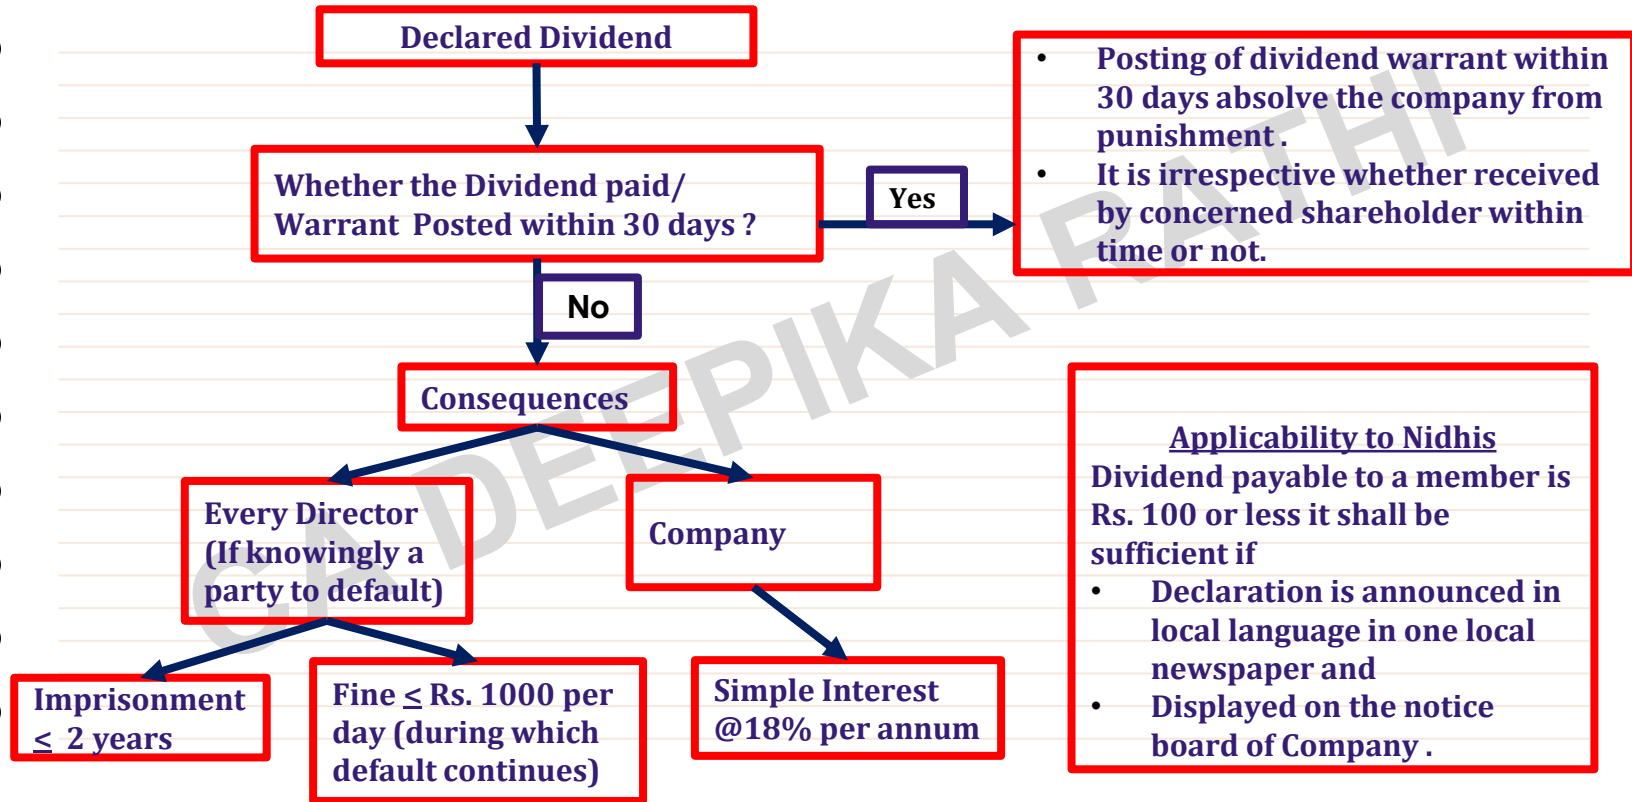 Declared Dividend
Whether the Dividend paid/
Warrant Posted within 30 days ?
Yes
• Posting of dividend warrant within
30 days absolve the company from
punishment .
• It is irrespective whether received
by concerned shareholder within
time or not.
No
Consequences
Every Director
(If knowingly a
party to default)
Company
Imprisonment
≤ 2 years
Fine ≤ Rs. 1000 per
day (during which
default continues)
Simple Interest
@18% per annum
Applicability to Nidhis
Dividend payable to a member is
Rs. 100 or less it shall be
sufficient if
• Declaration is announced in
local language in one local
newspaper and
• Displayed on the notice
board of Company .
CA DEEPIKA RATHI